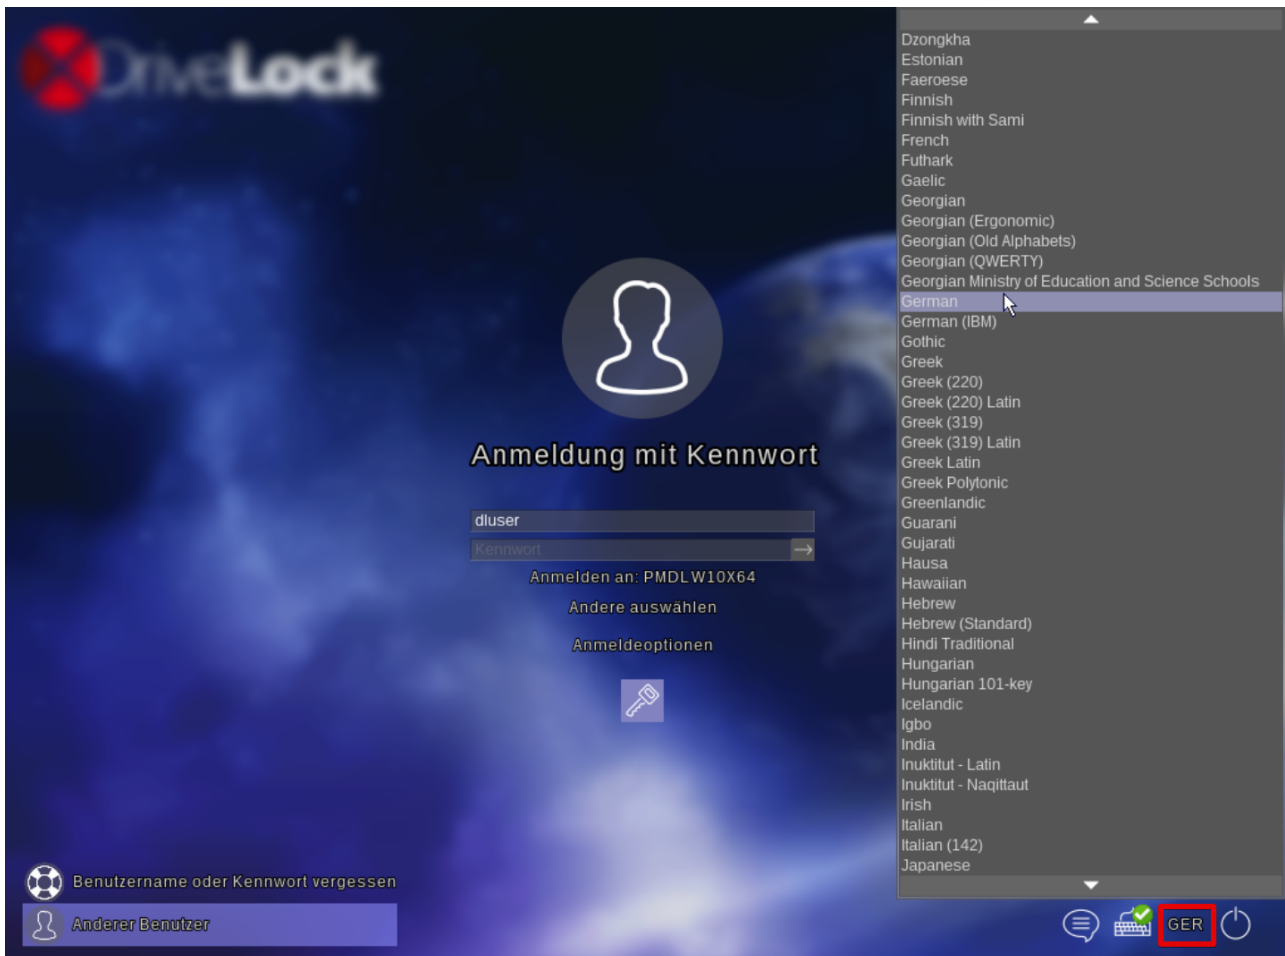 DriveLock
Anmeldung mit Kennwort
dluser
Kennwort
Anmelden an: PMDLW10X64
Andere auswählen
Anmeldeoptionen
Benutzername oder Kennwort vergessen
Anderer Benutzer
Dzongkha
Estonian
Faeroese
Finnish
Finnish with Sami
French
Futhark
Gaelic
Georgian
Georgian (Ergonomic)
Georgian (Old Alphabets)
Georgian (QWERTY)
Georgian Ministry of Education and Science Schools
German
German (IBM)
Gothic
Greek
Greek (220)
Greek (220) Latin
Greek (319)
Greek (319) Latin
Greek Latin
Greek Polytonic
Greenlandic
Guarani
Gujarati
Hausa
Hawaiian
Hebrew
Hebrew (Standard)
Hindi Traditional
Hungarian
Hungarian 101-key
Icelandic
Igbo
India
Inuktitut - Latin
Inuktitut - Naqittaut
Irish
Italian
Italian (142)
Japanese
GER